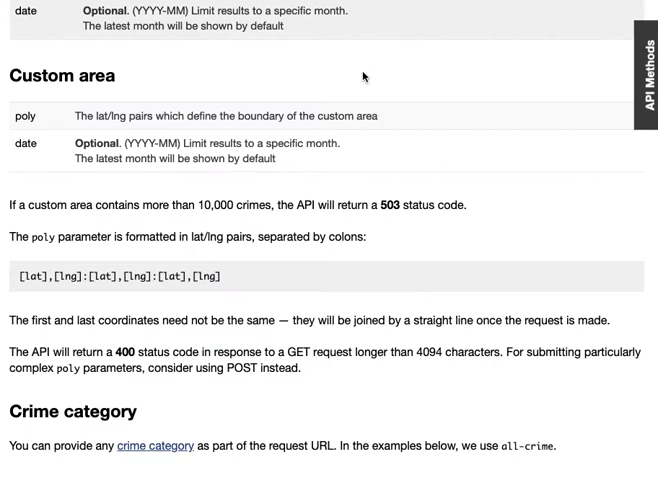 date Optional. (YYYY-MM) Limit results to a specific month.
The latest month will be shown by default
Custom area
poly The lat/lng pairs which define the boundary of the custom area
date Optional. (YYYY-MM) Limit results to a specific month.
The latest month will be shown by default
If a custom area contains more than 10,000 crimes, the API will return a 503 status code.
The poly parameter is formatted in lat/lng pairs, separated by colons:
[lat],[lng]:[lat],[lng]:[lat],[lng]
The first and last coordinates need not be the same — they will be joined by a straight line once the request is made.
The API will return a 400 status code in response to a GET request longer than 4094 characters. For submitting particularly
complex poly parameters, consider using POST instead.
Crime category
You can provide any crime category as part of the request URL. In the examples below, we use all-crime.
API Methods